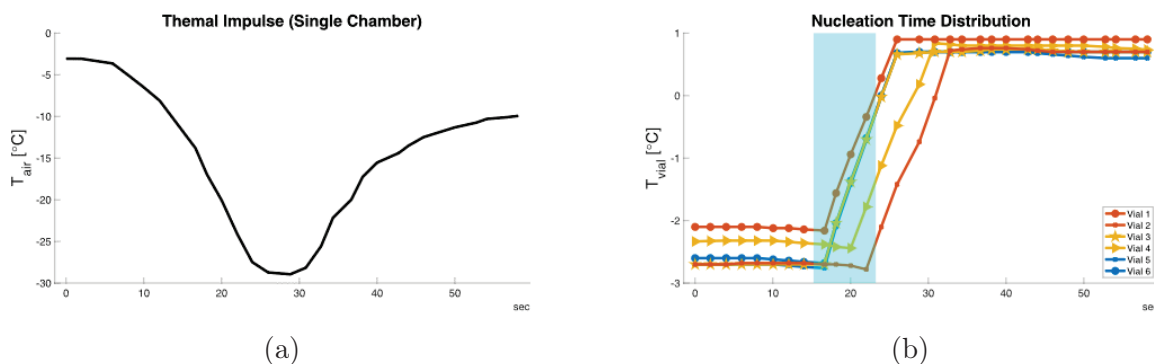 Themal Impulse (Single Chamber)
0
-5
-10
-15
-20
-25
-30
T_air [°C]
0 10 20 30 40 50
sec
(a)
Nucleation Time Distribution
1
0
-1
-2
-3
T_vial [°C]
0 10 20 30 40 50
se
Vial 1
Vial 2
Vial 3
Vial 4
Vial 5
Vial 6
(b)